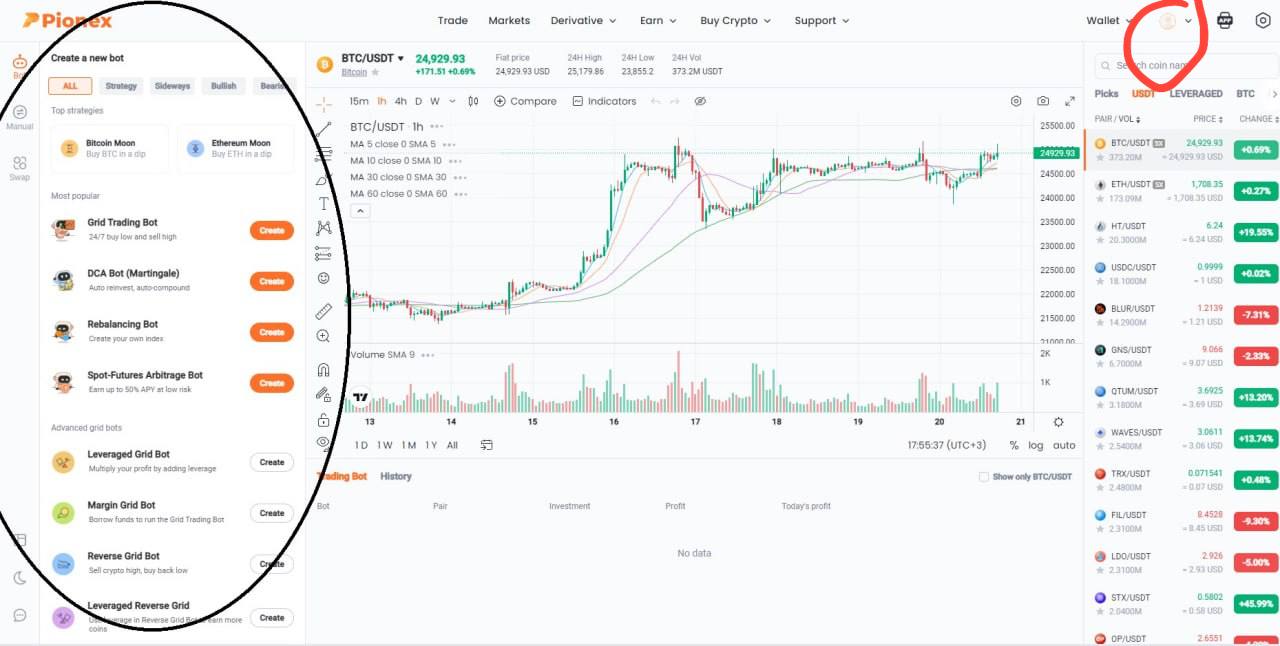 Pionex
Trade Markets Derivative Earn Buy Crypto Support
Wallet APP
Bot
Manual
Swap
Create a new bot
ALL Strategy Sideways Bullish
Top strategies
Bitcoin Moon
Buy BTC in a dip
Ethereum Moon
Buy ETH in a dip
Most popular
Grid Trading Bot
24/7 buy low and sell high
Create
DCA Bot (Martingale)
Auto reinvest, auto-compound
Create
Rebalancing Bot
Create your own index
Create
Spot-Futures Arbitrage Bot
Earn up to 50% APY at low risk
Create
Advanced grid bots
Leveraged Grid Bot
Multiply your profit by adding leverage
Create
Margin Grid Bot
Borrow funds to run the Grid Trading Bot
Create
Reverse Grid Bot
Sell crypto high, buy back low
Create
Leveraged Reverse Grid
Use leverage in Reverse Grid Bot to earn more
coins
Create
BTC/USDT
Bitcoin
24,929.93
+171.51 +0.69%
Fiat price
24,929.93 USD
24H High
25,179.86
24H Low
23,855.2
24H Vol
373.2M USDT
15m 1h 4h D W Compare Indicators
BTC/USDT · 1h
MA 5 close 0 SMA 5
MA 10 close 0 SMA 10
MA 30 close 0 SMA 30
MA 60 close 0 SMA 60
25500.00
24929.93
24500.00
24000.00
23500.00
23000.00
22500.00
22000.00
21500.00
21000.00
Volume SMA 9
2K
1K
13 14 15 16 17 18 19 20 21
1D 1W 1M 1Y All
17:55:37 (UTC+3) % log auto
Trading Bot History
Show only BTC/USDT
Bot Pair Investment Profit Today's profit
No data
Search coin name
Picks USDT LEVERAGED BTC
PAIR / VOL PRICE CHANGE
BTC/USDT 5X 24,929.93 +0.69%
373.20M ≈ 24,929.93 USD
ETH/USDT 5X 1,708.35 +0.27%
173.09M ≈ 1,708.35 USD
HT/USDT 6.24 +19.55%
20.3000M ≈ 6.24 USD
USDC/USDT 0.9999 +0.02%
18.1000M ≈ 1 USD
BLUR/USDT 1.2139 -7.31%
14.2900M ≈ 1.21 USD
GNS/USDT 9.066 -2.33%
6.7000M ≈ 9.07 USD
QTUM/USDT 3.6925 +13.20%
3.1800M ≈ 3.69 USD
WAVES/USDT 3.0611 +13.74%
2.5400M ≈ 3.06 USD
TRX/USDT 0.071541 +0.48%
2.4800M ≈ 0.07 USD
FIL/USDT 8.4528 -9.30%
2.3100M ≈ 8.45 USD
LDO/USDT 2.926 -5.00%
2.3100M ≈ 2.93 USD
STX/USDT 0.5802 +45.99%
2.0400M ≈ 0.58 USD
OP/USDT 2.6551